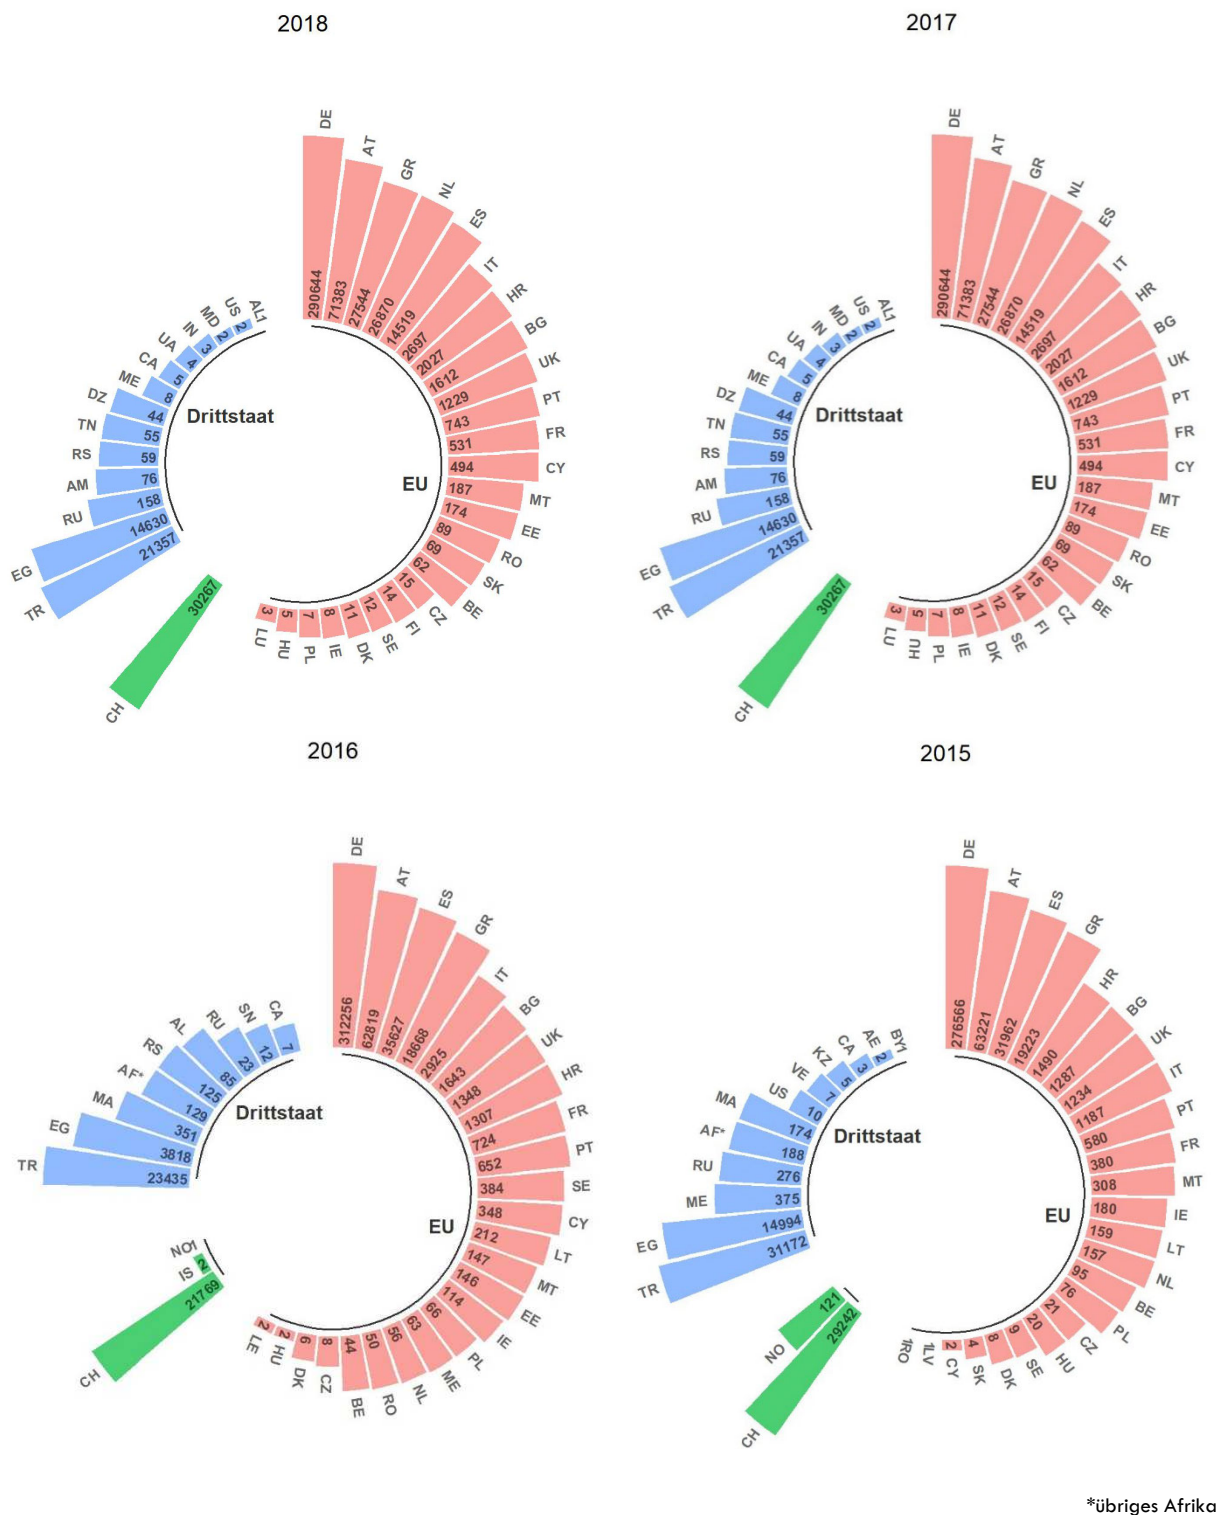 2018
DE 290644
AT 71383
GR 27544
NL 26870
ES 14519
IT 2697
HR 2027
BG 1612
UK 1229
PT 743
FR 531
CY 494
MT 187
EE 174
RO 89
SK 69
BE 62
CZ 15
FI 14
SE 12
DK 11
IE 8
PL 7
HU 5
LU 3
EU
CH 30267
TR 21357
EG 14630
RU 158
AM 76
RS 59
TN 55
DZ 44
ME 8
CA 5
UA 4
IN 3
MD 2
US 2
AL1
Drittstaat
2017
DE 290644
AT 71383
GR 27544
NL 26870
ES 14519
IT 2697
HR 2027
BG 1612
UK 1229
PT 743
FR 531
CY 494
MT 187
EE 174
RO 89
SK 69
BE 62
CZ 15
FI 14
SE 12
DK 11
IE 8
PL 7
HU 5
LU 3
EU
CH 30267
TR 21357
EG 14630
RU 158
AM 76
RS 59
TN 55
DZ 44
ME 8
CA 5
UA 4
IN 3
MD 2
US 2
AL1
Drittstaat
2016
DE 312256
AT 62819
ES 35627
GR 18668
IT 2925
BG 1643
UK 1348
HR 1307
FR 724
PT 652
SE 384
CY 348
LT 212
MT 147
EE 146
IE 114
PL 66
ME 63
NL 56
RO 50
BE 44
CZ 8
DK 6
HU 2
LE 2
EU
CH 21769
IS 2
NO1
TR 23435
EG 3818
MA 351
AF* 129
RS 125
AL 85
RU 23
SN 12
CA 7
Drittstaat
2015
DE 276566
AT 63221
ES 31962
GR 19223
HR 1490
BG 1287
UK 1234
IT 1187
PT 580
FR 380
MT 308
IE 180
LT 159
NL 157
BE 95
PL 76
CZ 21
HU 20
SE 9
DK 8
SK 4
CY 2
1LV
1RO
EU
CH 29242
NO 121
TR 31172
EG 14994
ME 375
RU 276
AF* 188
MA 174
US 10
VE 7
KZ 5
CA 3
AE 2
BY1
Drittstaat
*übriges Afrika